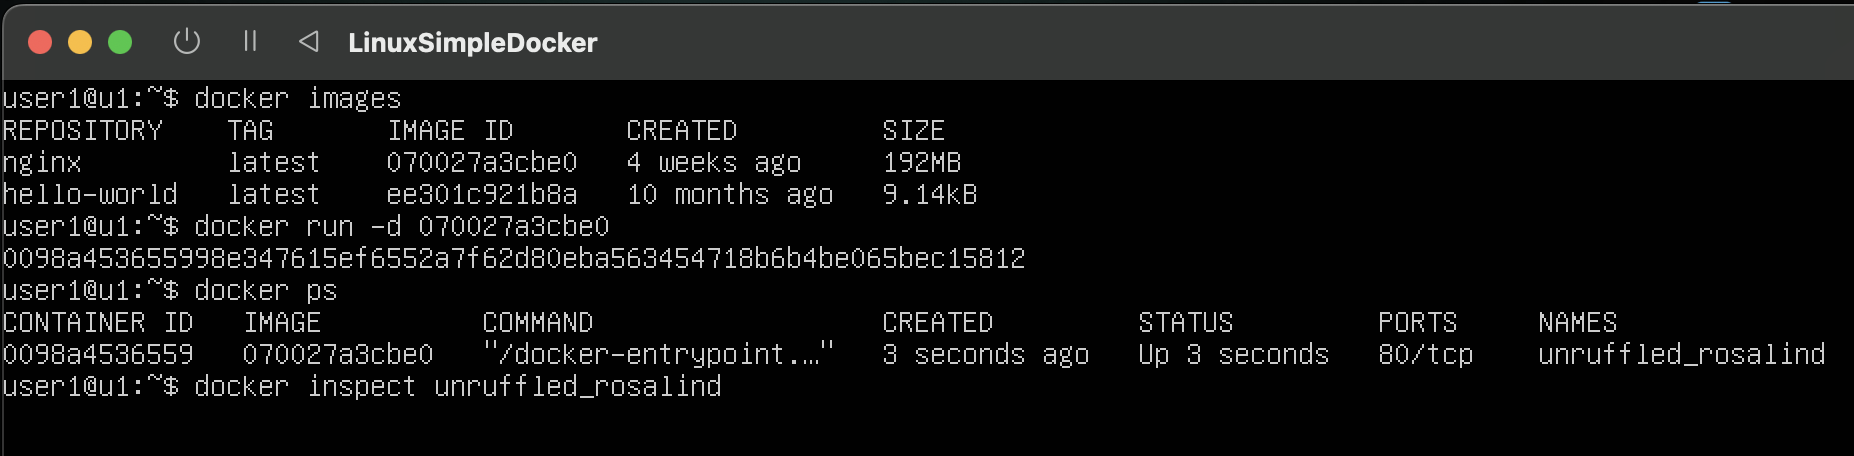 LinuxSimpleDocker
user1@u1:~$ docker images
REPOSITORY    TAG       IMAGE ID       CREATED         SIZE
nginx         latest    070027a3cbe0   4 weeks ago     192MB
hello-world   latest    ee301c921b8a   10 months ago   9.14kB
user1@u1:~$ docker run -d 070027a3cbe0
0098a453655998e347615ef6552a7f62d80eba563454718b6b4be065bec15812
user1@u1:~$ docker ps
CONTAINER ID   IMAGE          COMMAND                  CREATED         STATUS         PORTS     NAMES
0098a4536559   070027a3cbe0   "/docker-entrypoint.…"   3 seconds ago   Up 3 seconds   80/tcp    unruffled_rosalind
user1@u1:~$ docker inspect unruffled_rosalind